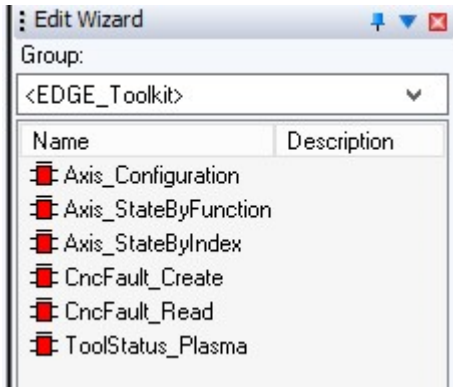 Edit Wizard
Group:
<EDGE_Toolkit>
Name Description
Axis_Configuration
Axis_StateByFunction
Axis_StateByIndex
CncFault_Create
CncFault_Read
ToolStatus_Plasma